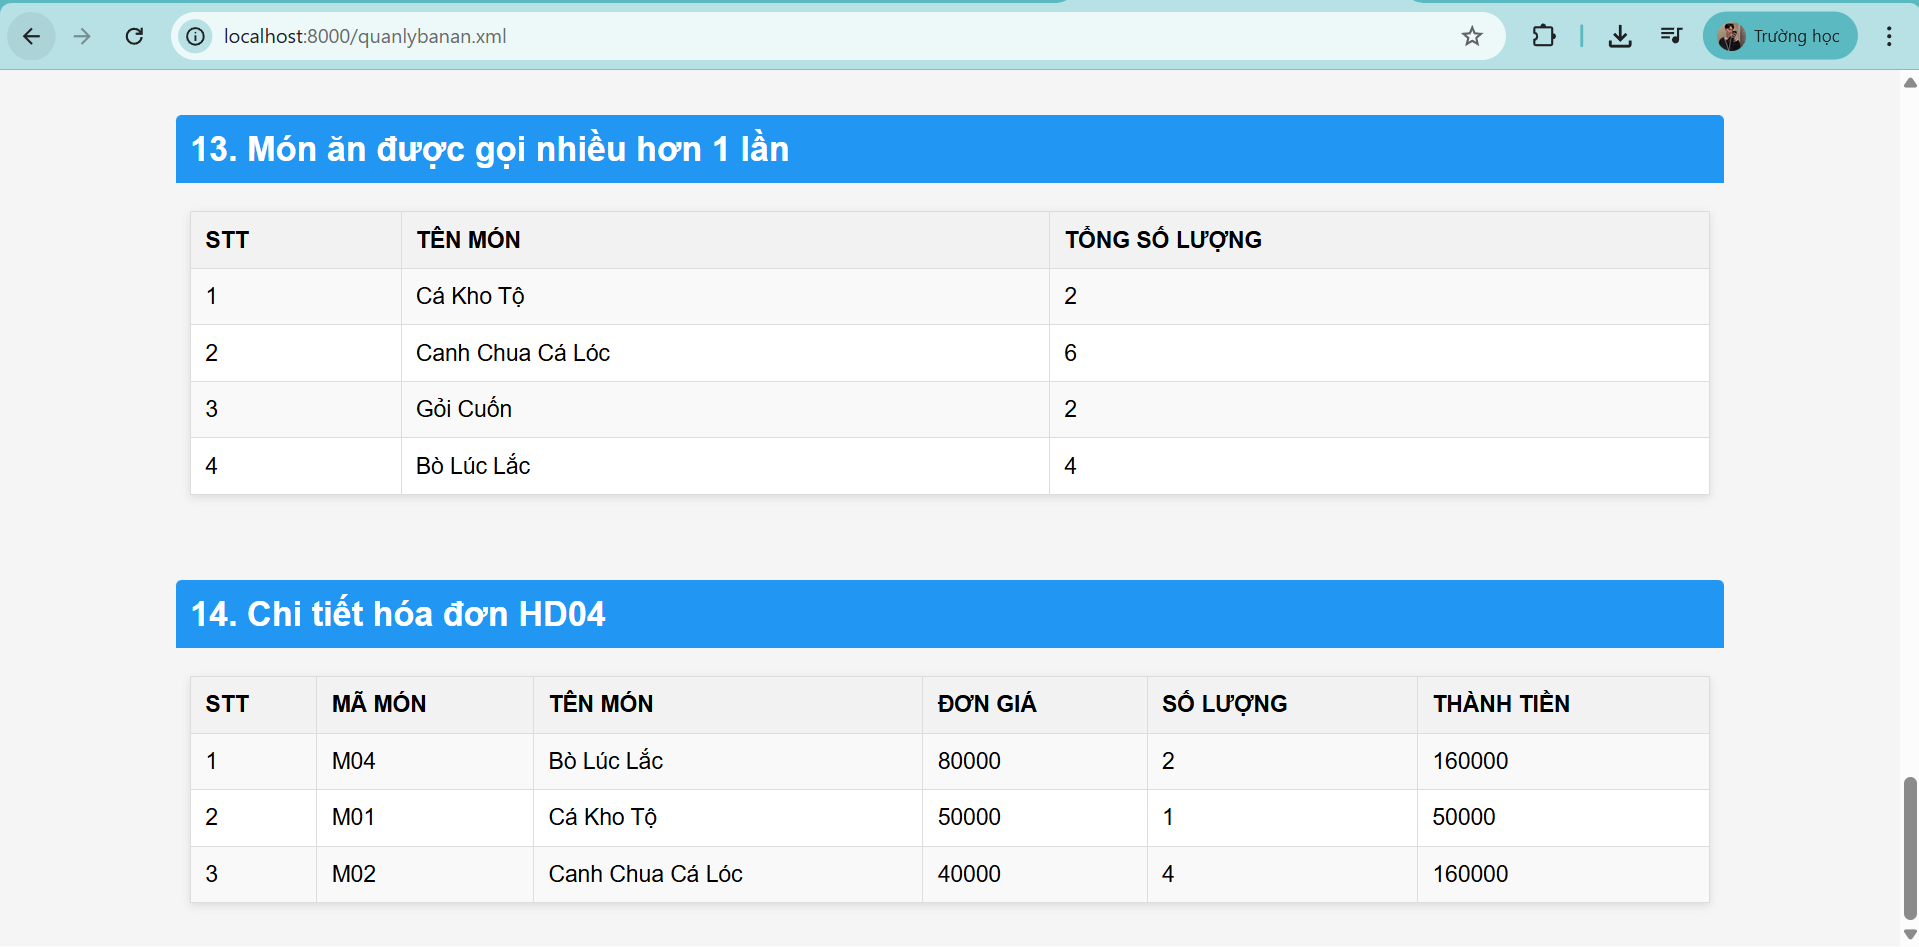 localhost:8000/quanlybanan.xml
Trường học
13. Món ăn được gọi nhiều hơn 1 lần
STT TÊN MÓN TỔNG SỐ LƯỢNG
1 Cá Kho Tộ 2
2 Canh Chua Cá Lóc 6
3 Gỏi Cuốn 2
4 Bò Lúc Lắc 4
14. Chi tiết hóa đơn HD04
STT MÃ MÓN TÊN MÓN ĐƠN GIÁ SỐ LƯỢNG THÀNH TIỀN
1 M04 Bò Lúc Lắc 80000 2 160000
2 M01 Cá Kho Tộ 50000 1 50000
3 M02 Canh Chua Cá Lóc 40000 4 160000